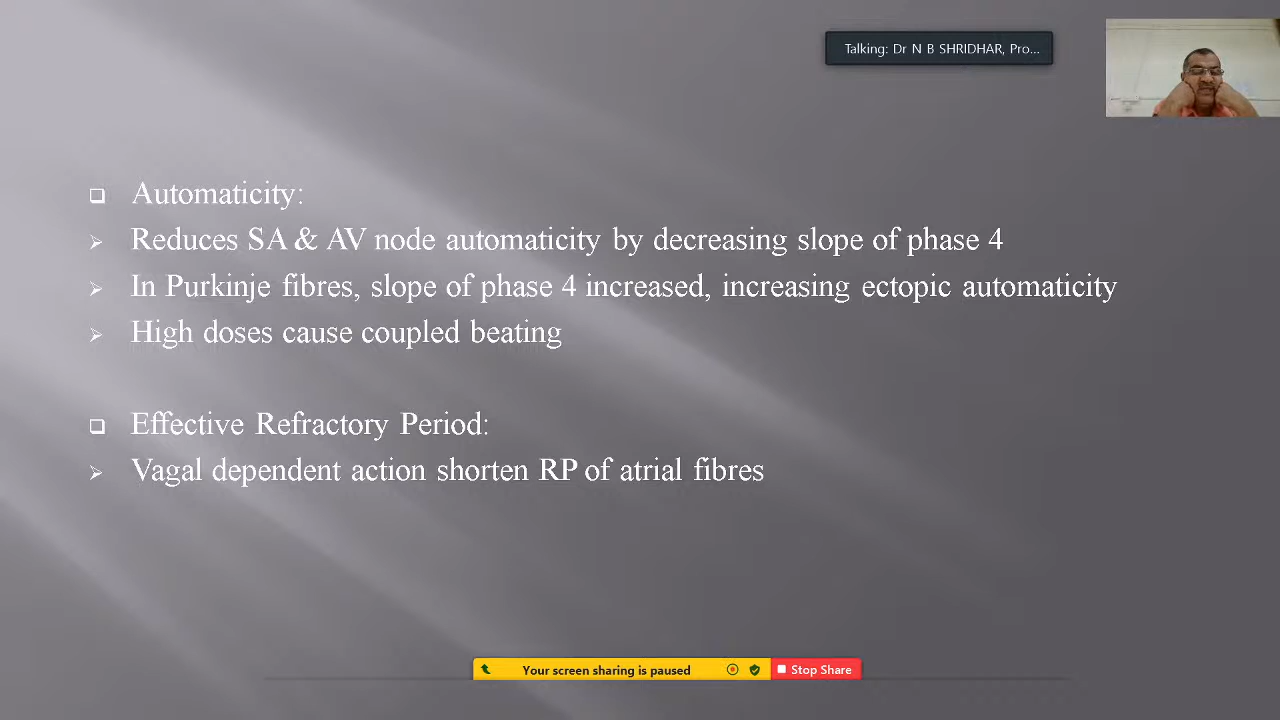 Talking: Dr N B SHRIDHAR, Pro...
Automaticity:
Reduces SA & AV node automaticity by decreasing slope of phase 4
In Purkinje fibres, slope of phase 4 increased, increasing ectopic automaticity
High doses cause coupled beating
Effective Refractory Period:
Vagal dependent action shorten RP of atrial fibres
Your screen sharing is paused
Stop Share